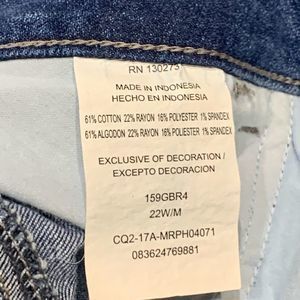 RN 130273
MADE IN INDONESIA
HECHO EN INDONESIA
61% COTTON 22% RAYON 16% POLYESTER 1% SPANDEX
61% ALGODON 22% RAYON 16% POLIESTER 1% SPANDEX
EXCLUSIVE OF DECORATION /
EXCEPTO DECORACION
159GBR4
22W/M
CQ2-17A-MRPH04071
083624769881